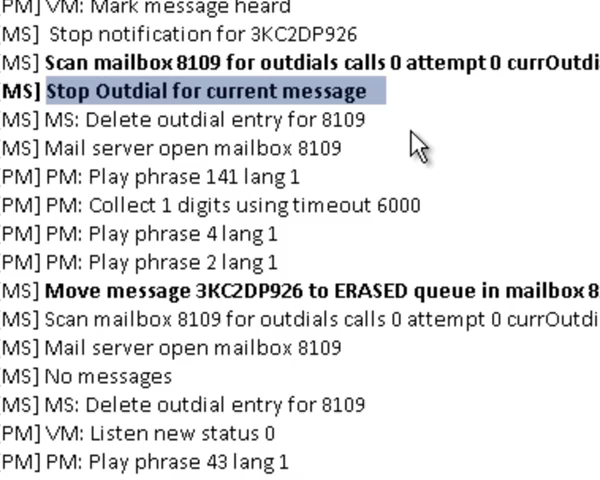 PM] VM: Mark message heard
[MS] Stop notification for 3KC2DP926
[MS] Scan mailbox 8109 for outdials calls 0 attempt 0 currOutdi
[MS] Stop Outdial for current message
[MS] MS: Delete outdial entry for 8109
[MS] Mail server open mailbox 8109
[PM] PM: Play phrase 141 lang 1
[PM] PM: Collect 1 digits using timeout 6000
[PM] PM: Play phrase 4 lang 1
[PM] PM: Play phrase 2 lang 1
[MS] Move message 3KC2DP926 to ERASED queue in mailbox 8
[MS] Scan mailbox 8109 for outdials calls 0 attempt 0 currOutdi
[MS] Mail server open mailbox 8109
[MS] No messages
[MS] MS: Delete outdial entry for 8109
[PM] VM: Listen new status 0
[PM] PM: Play phrase 43 lang 1